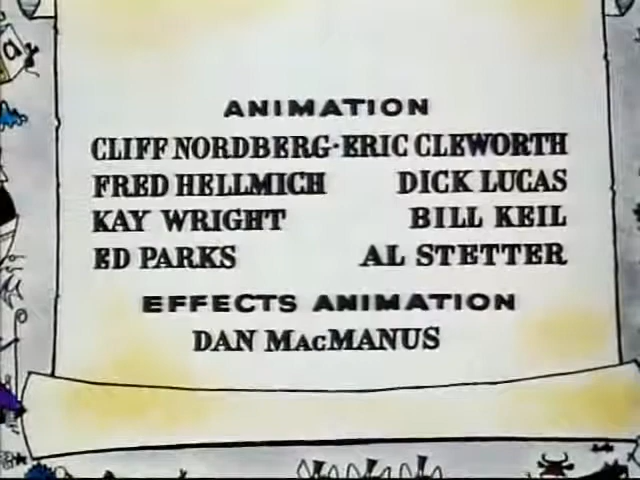 a
ANIMATION
CLIFF NORDBERG·ERIC CLEWORTH
FRED HELLMICH DICK LUCAS
KAY WRIGHT BILL KEIL
ED PARKS AL STETTER
EFFECTS ANIMATION
DAN MacMANUS